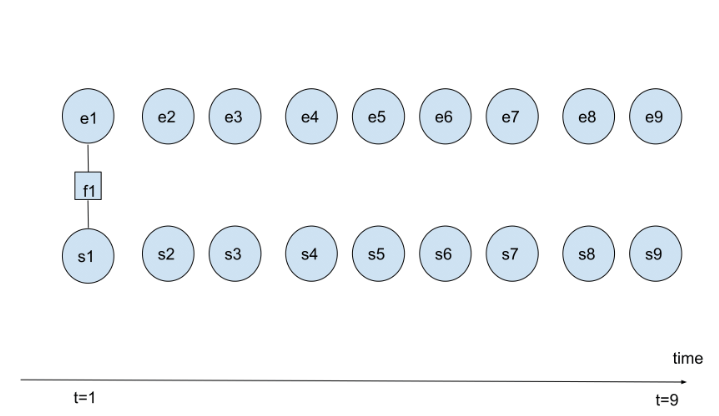 e1 e2 e3 e4 e5 e6 e7 e8 e9
f1
s1 s2 s3 s4 s5 s6 s7 s8 s9
time
t=1 t=9